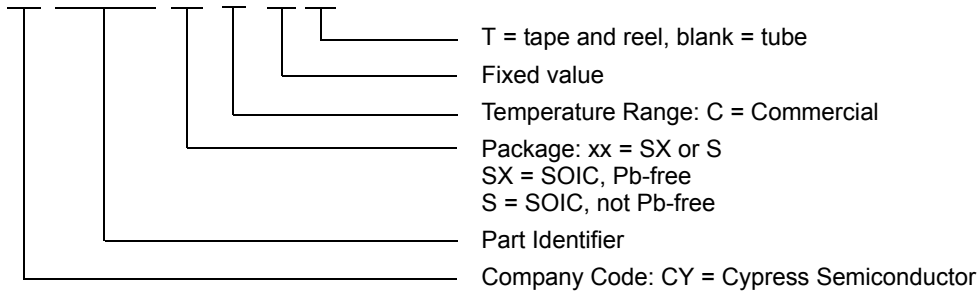 T = tape and reel, blank = tube
Fixed value
Temperature Range: C = Commercial
Package: xx = SX or S
SX = SOIC, Pb-free
S = SOIC, not Pb-free
Part Identifier
Company Code: CY = Cypress Semiconductor